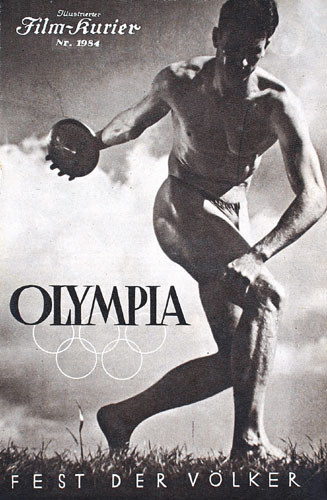 Illustrierter
Film-Kurier
Nr. 1984
OLYMPIA
FEST DER VÖLKER